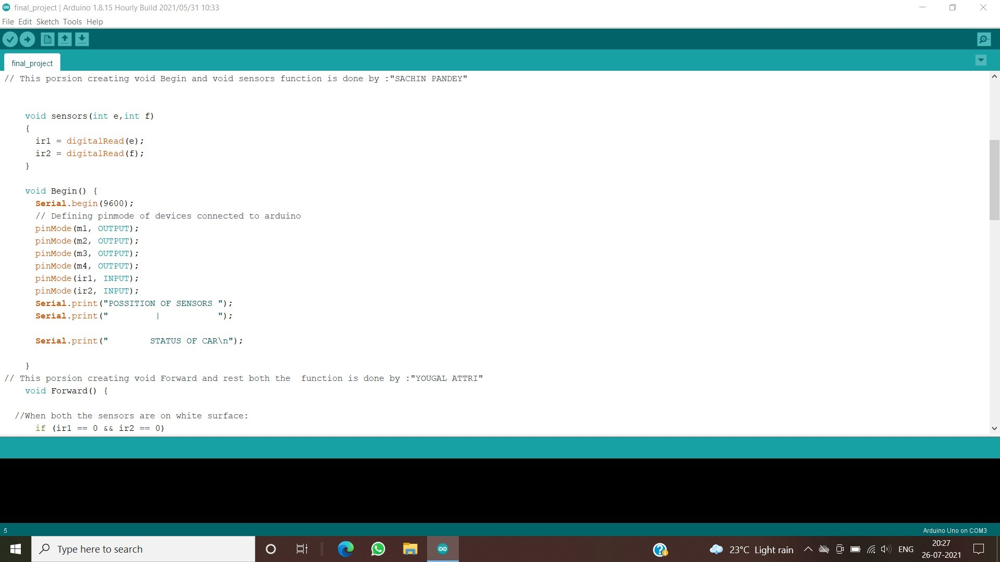 final_project | Arduino 1.8.15 Hourly Build 2021/05/31 10:33
File Edit Sketch Tools Help
final_project
// This porsion creating void Begin and void sensors function is done by :"SACHIN PANDEY"
void sensors(int e,int f)
{
ir1 = digitalRead(e);
ir2 = digitalRead(f);
}
void Begin() {
Serial.begin(9600);
// Defining pinmode of devices connected to arduino
pinMode(m1, OUTPUT);
pinMode(m2, OUTPUT);
pinMode(m3, OUTPUT);
pinMode(m4, OUTPUT);
pinMode(ir1, INPUT);
pinMode(ir2, INPUT);
Serial.print("POSSITION OF SENSORS ");
Serial.print("         |           ");
Serial.print("        STATUS OF CAR\n");
}
// This porsion creating void Forward and rest both the  function is done by :"YOUGAL ATTRI"
void Forward() {
//When both the sensors are on white surface:
if (ir1 == 0 && ir2 == 0)
5
Arduino Uno on COM3
Type here to search
23°C Light rain
ENG
20:27
26-07-2021